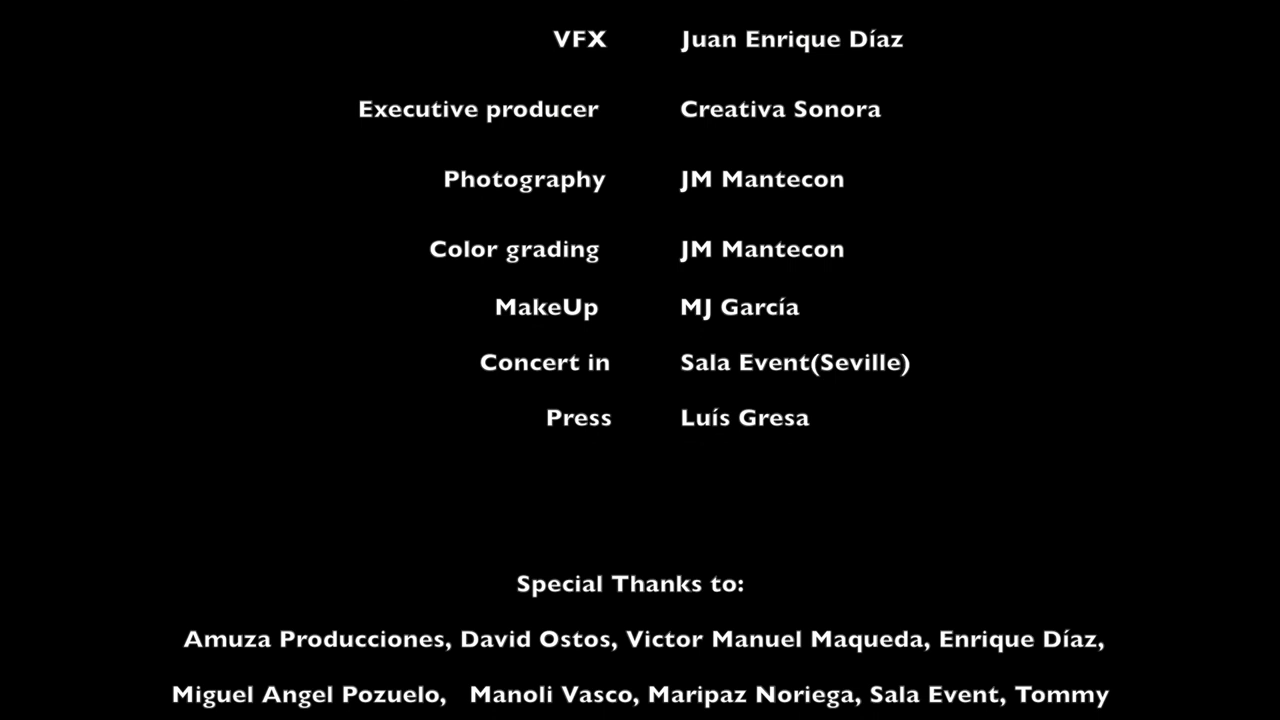 VFX Juan Enrique Díaz
Executive producer Creativa Sonora
Photography JM Mantecon
Color grading JM Mantecon
MakeUp MJ García
Concert in Sala Event(Seville)
Press Luís Gresa
Special Thanks to:
Amuza Producciones, David Ostos, Victor Manuel Maqueda, Enrique Díaz,
Miguel Angel Pozuelo, Manoli Vasco, Maripaz Noriega, Sala Event, Tommy